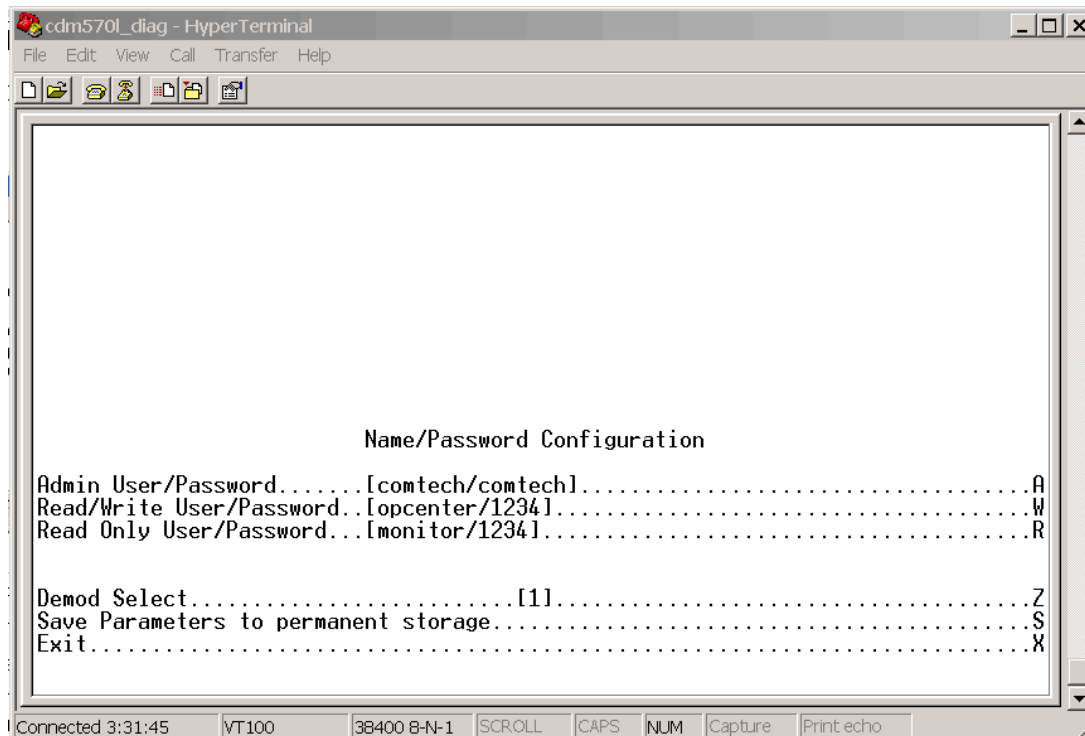 cdm570l_diag - HyperTerminal
File Edit View Call Transfer Help
Name/Password Configuration
Admin User/Password.......[comtech/comtech]...................................A
Read/Write User/Password..[opcenter/1234].....................................W
Read Only User/Password...[monitor/1234]......................................R
Demod Select.........................[1].......................................Z
Save Parameters to permanent storage..........................................S
Exit..........................................................................X
Connected 3:31:45 VT100 38400 8-N-1 SCROLL CAPS NUM Capture Print echo